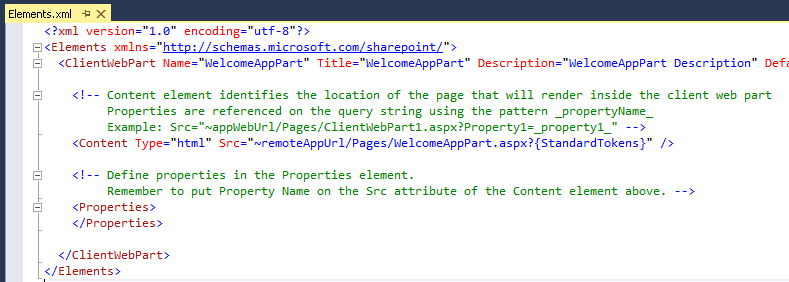 Elements.xml
<?xml version="1.0" encoding="utf-8"?>
<Elements xmlns="http://schemas.microsoft.com/sharepoint/">
<ClientWebPart Name="WelcomeAppPart" Title="WelcomeAppPart" Description="WelcomeAppPart Description" Defa
<!-- Content element identifies the location of the page that will render inside the client web part
Properties are referenced on the query string using the pattern _propertyName_
Example: Src="~appWebUrl/Pages/ClientWebPart1.aspx?Property1=_property1_" -->
<Content Type="html" Src="~remoteAppUrl/Pages/WelcomeAppPart.aspx?{StandardTokens}" />
<!-- Define properties in the Properties element.
Remember to put Property Name on the Src attribute of the Content element above. -->
<Properties>
</Properties>
</ClientWebPart>
</Elements>